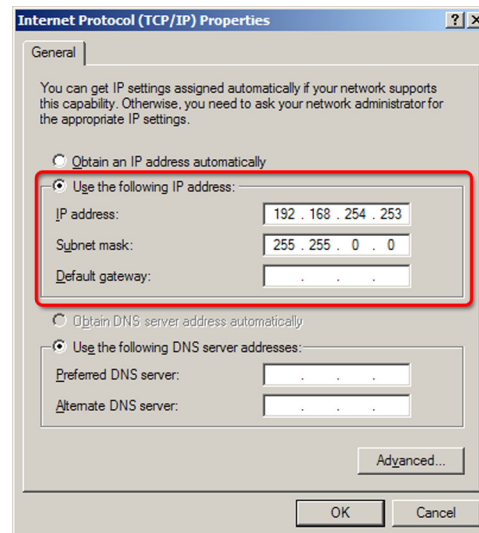 Internet Protocol (TCP/IP) Properties
General
You can get IP settings assigned automatically if your network supports
this capability. Otherwise, you need to ask your network administrator for
the appropriate IP settings.
Obtain an IP address automatically
Use the following IP address:
IP address: 192 . 168 . 254 . 253
Subnet mask: 255 . 255 . 0 . 0
Default gateway: . . .
Obtain DNS server address automatically
Use the following DNS server addresses:
Preferred DNS server: . . .
Alternate DNS server: . . .
Advanced...
OK Cancel